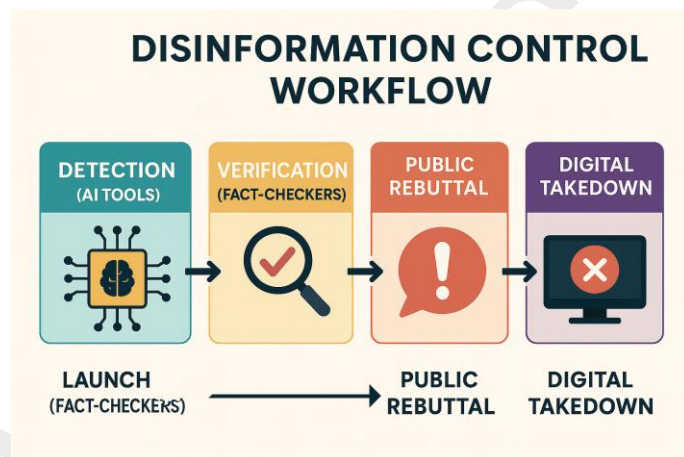 DISINFORMATION CONTROL
WORKFLOW
DETECTION
(AI TOOLS)
VERIFICATION
(FACT-CHECKERS)
PUBLIC
REBUTTAL
DIGITAL
TAKEDOWN
LAUNCH
(FACT-CHECKERS)
PUBLIC
REBUTTAL
DIGITAL
TAKEDOWN